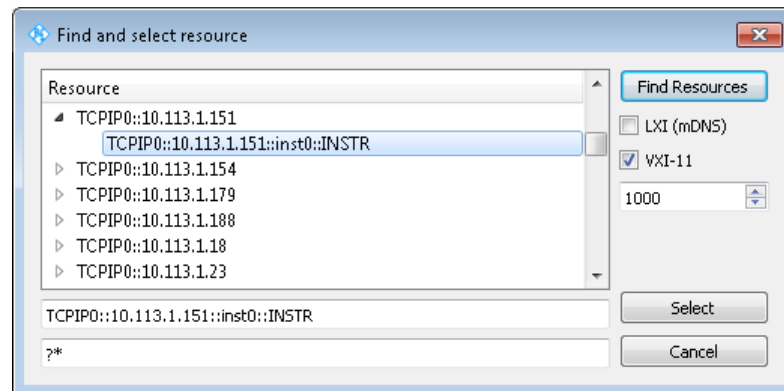 Find and select resource
Resource
TCPIP0::10.113.1.151
TCPIP0::10.113.1.151::inst0::INSTR
TCPIP0::10.113.1.154
TCPIP0::10.113.1.179
TCPIP0::10.113.1.188
TCPIP0::10.113.1.18
TCPIP0::10.113.1.23
TCPIP0::10.113.1.151::inst0::INSTR
?*
Find Resources
LXI (mDNS)
VXI-11
1000
Select
Cancel